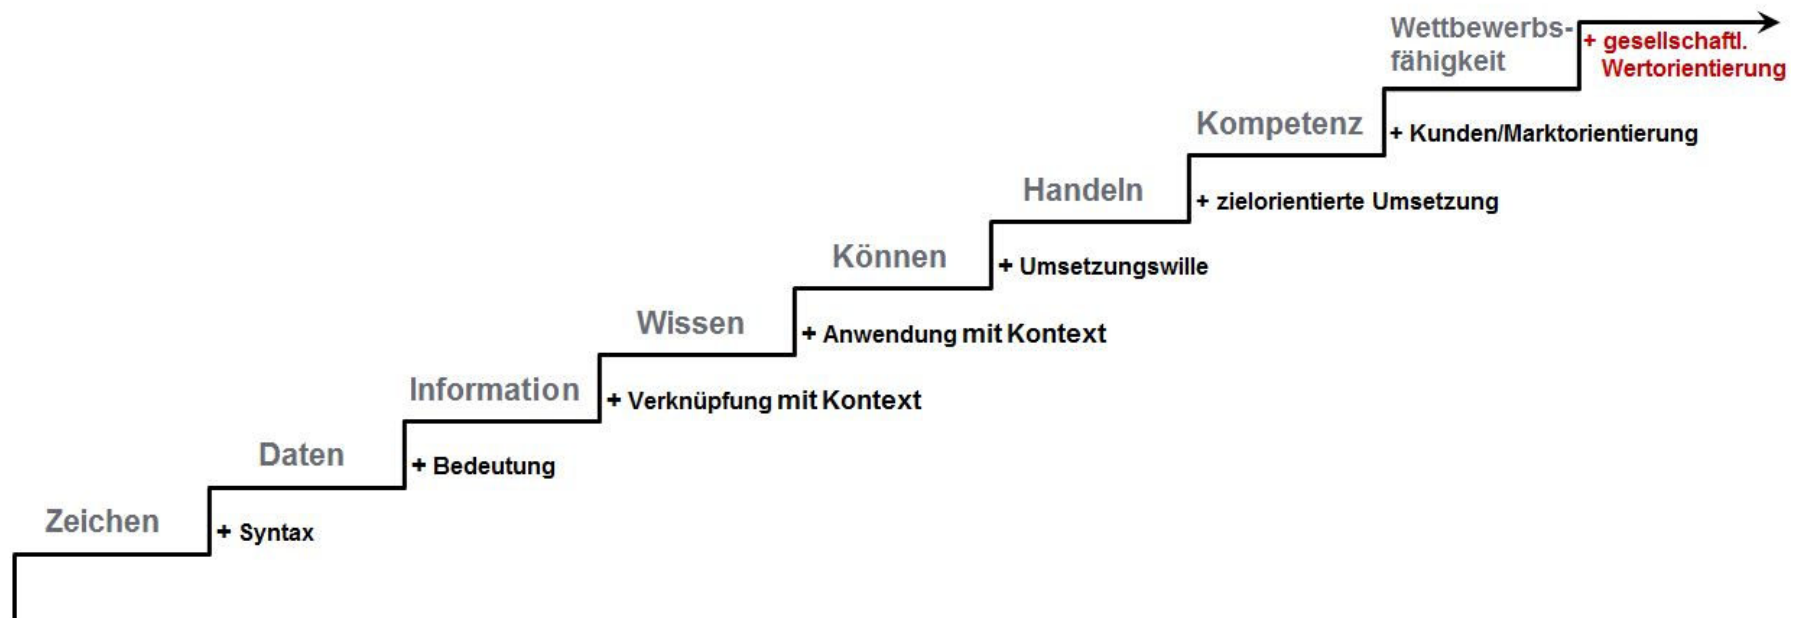 Wettbewerbs-
fähigkeit
+ gesellschaftl.
Wertorientierung
Kompetenz
+ Kunden/Marktorientierung
Handeln
+ zielorientierte Umsetzung
Können
+ Umsetzungswille
Wissen
+ Anwendung mit Kontext
Information
+ Verknüpfung mit Kontext
Daten
+ Bedeutung
Zeichen
+ Syntax